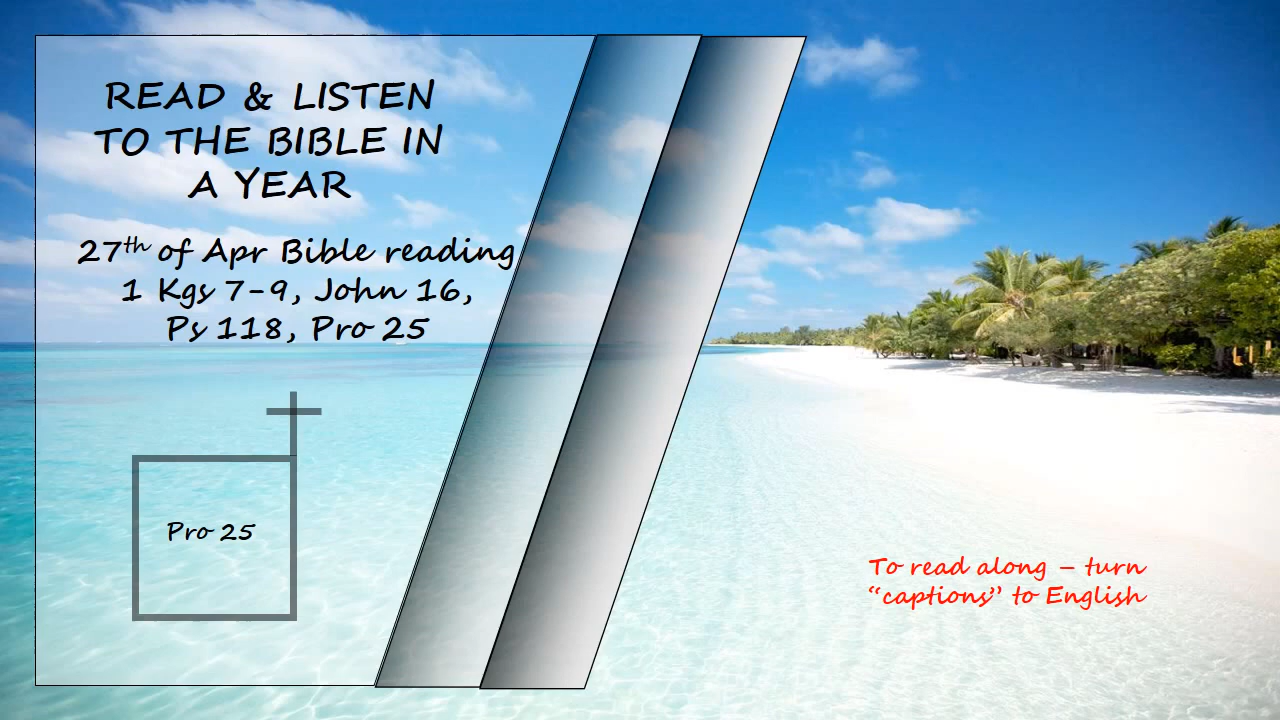 READ & LISTEN
TO THE BIBLE IN
A YEAR
27th of Apr Bible reading
1 Kgs 7-9, John 16,
Ps 118, Pro 25
Pro 25
To read along – turn
“captions” to English